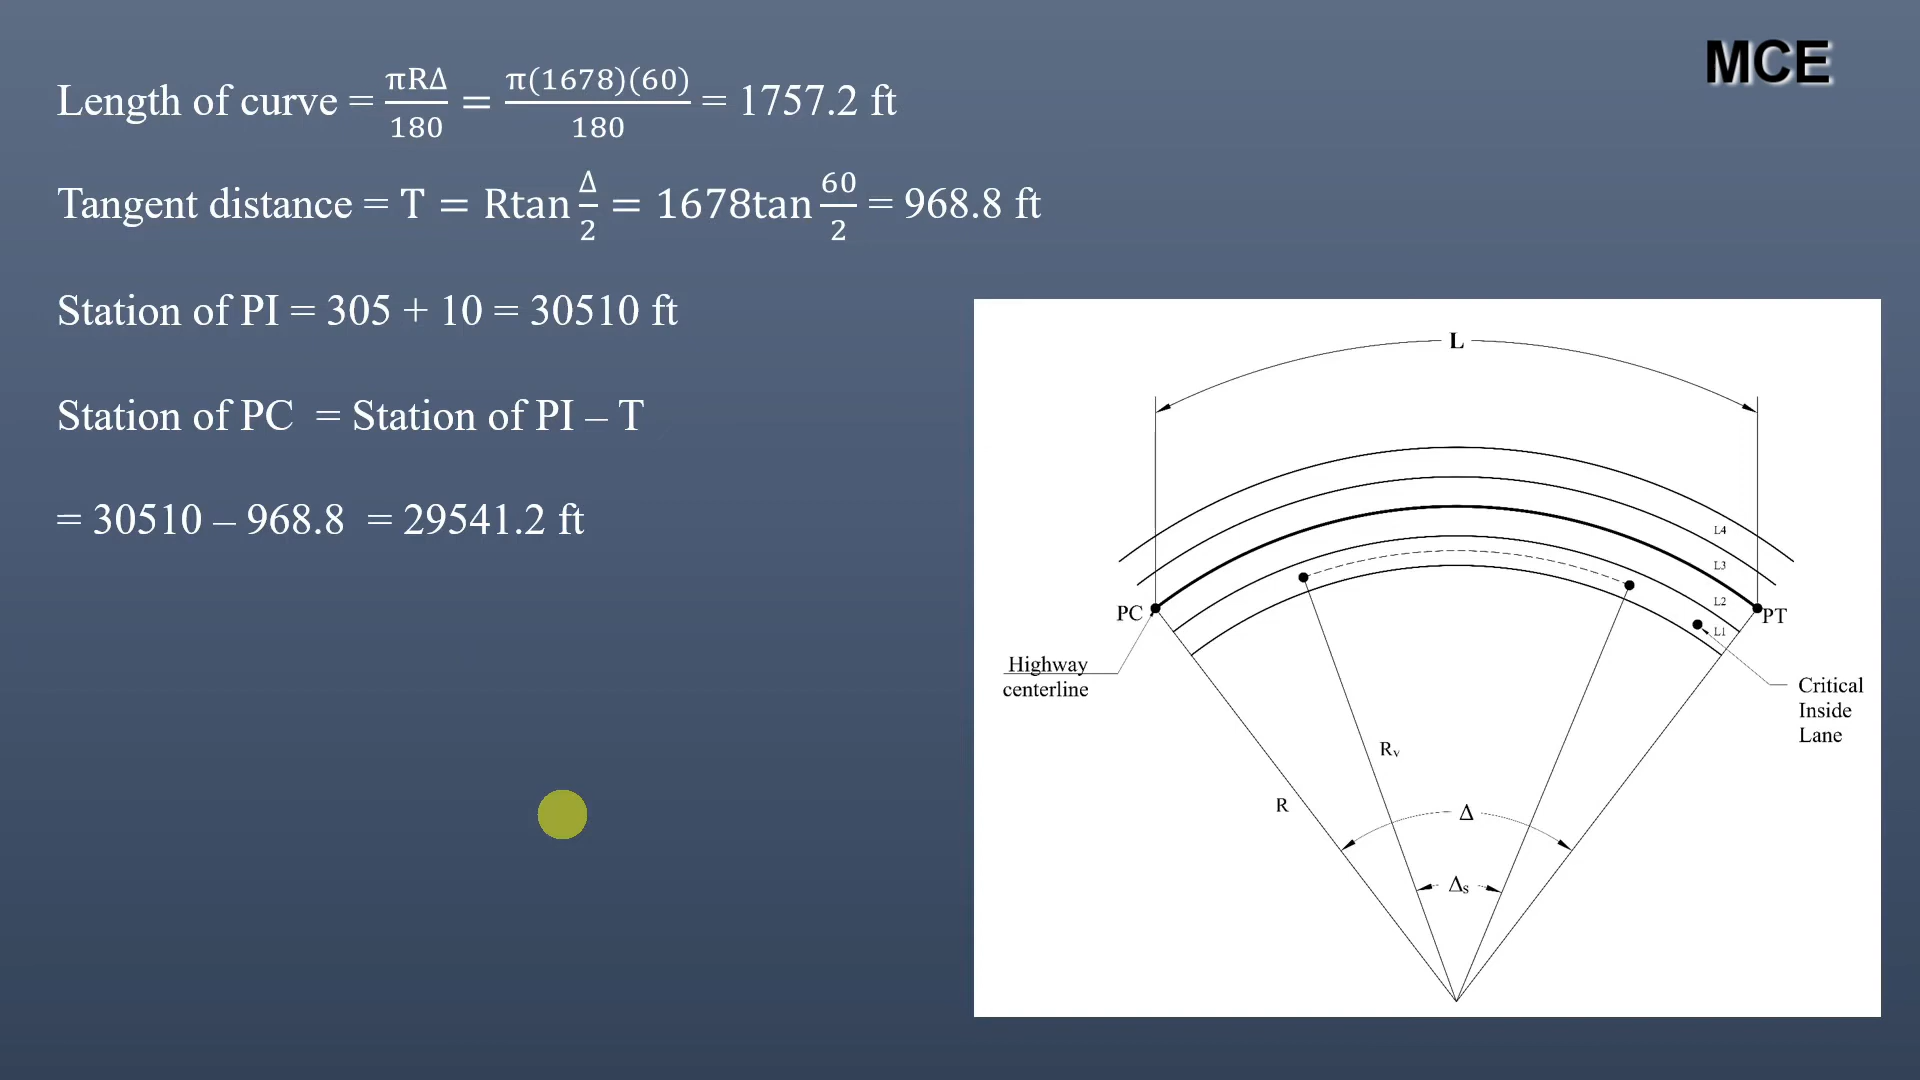 MCE
Length of curve = πRΔ/180 = π(1678)(60)/180 = 1757.2 ft
Tangent distance = T = Rtan Δ/2 = 1678tan 60/2 = 968.8 ft
Station of PI = 305 + 10 = 30510 ft
Station of PC = Station of PI – T
= 30510 – 968.8 = 29541.2 ft
L
L4
L3
L2
L1
PC
PT
Highway
centerline
Critical
Inside
Lane
Rv
R
Δ
Δs